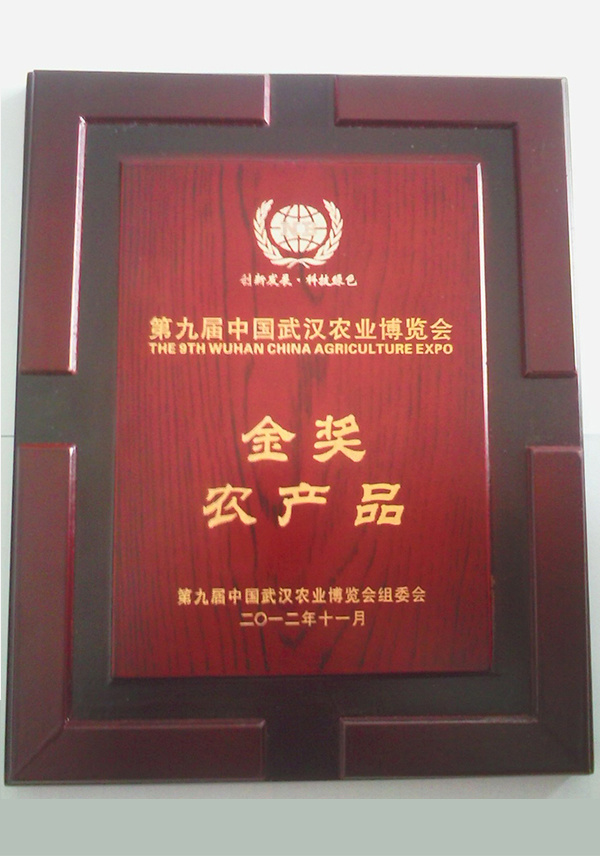 创新发展·科技绿色
第九届中国武汉农业博览会
THE 9TH WUHAN CHINA AGRICULTURE EXPO
金奖
农产品
第九届中国武汉农业博览会组委会
二〇一二年十一月